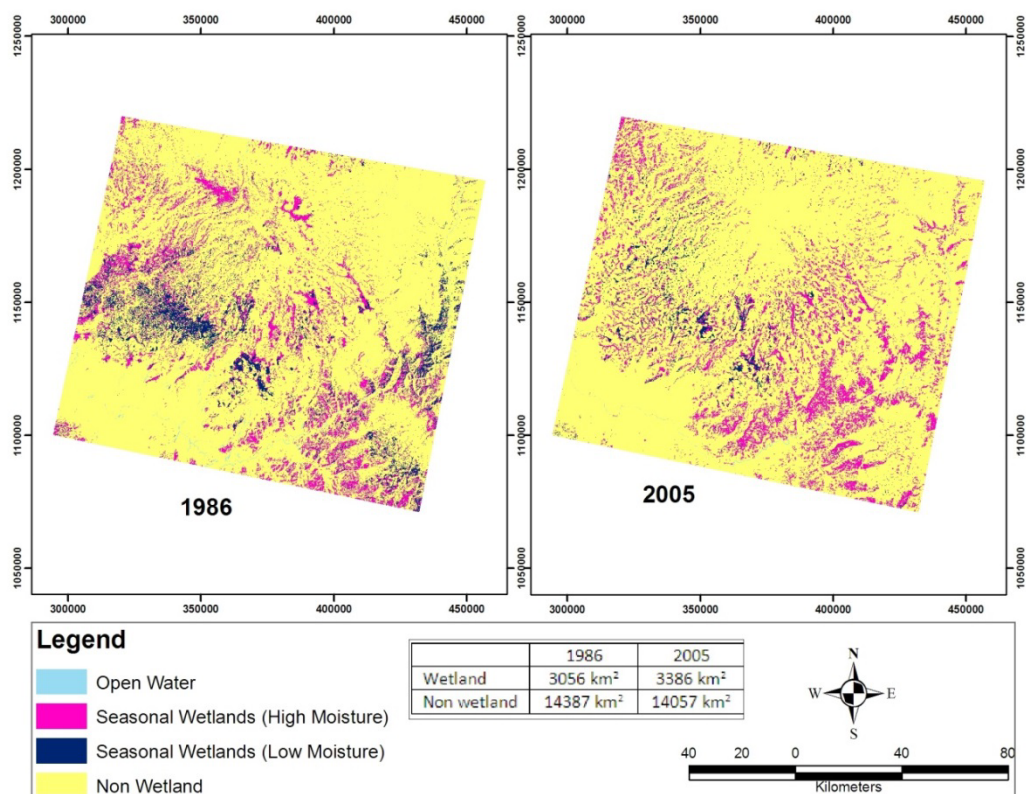 300000 350000 400000 450000
300000 350000 400000 450000
1250000
1200000
1150000
1100000
1050000
1250000
1200000
1150000
1100000
1050000
1986
2005
300000 350000 400000 450000
300000 350000 400000 450000
Legend
Open Water
Seasonal Wetlands (High Moisture)
Seasonal Wetlands (Low Moisture)
Non Wetland
1986 2005
Wetland 3056 km² 3386 km²
Non wetland 14387 km² 14057 km²
N
W E
S
40 20 0 40 80
Kilometers